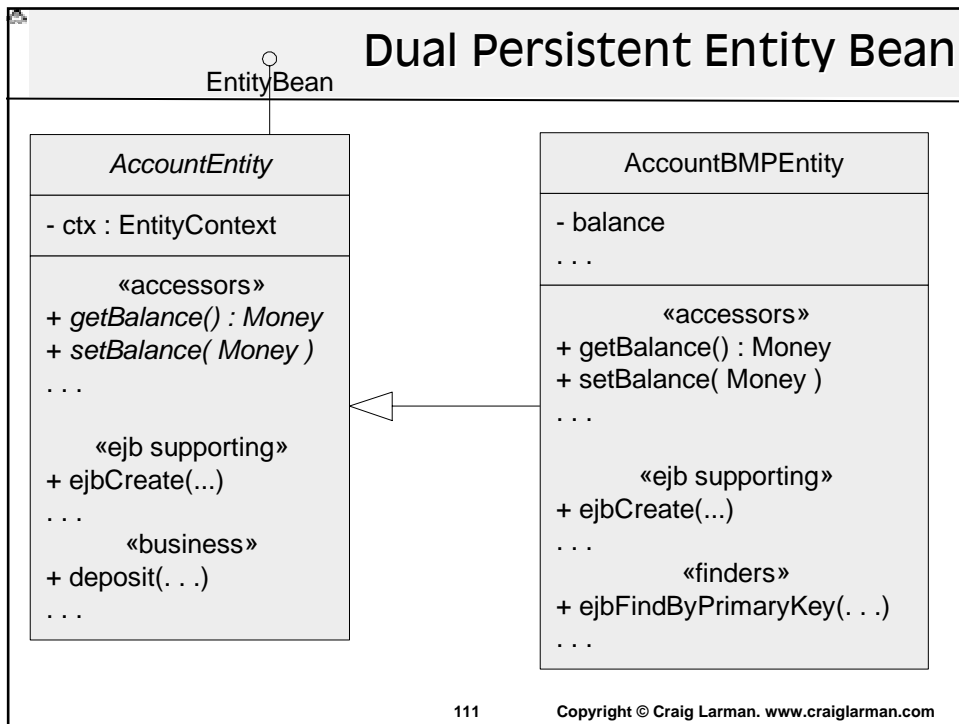 Dual Persistent Entity Bean
EntityBean
AccountEntity
- ctx : EntityContext
«accessors»
+ getBalance() : Money
+ setBalance( Money )
. . .
«ejb supporting»
+ ejbCreate(...)
. . .
«business»
+ deposit(. . .)
. . .
AccountBMPEntity
- balance
. . .
«accessors»
+ getBalance() : Money
+ setBalance( Money )
. . .
«ejb supporting»
+ ejbCreate(...)
. . .
«finders»
+ ejbFindByPrimaryKey(. . .)
. . .
111 Copyright © Craig Larman. www.craiglarman.com